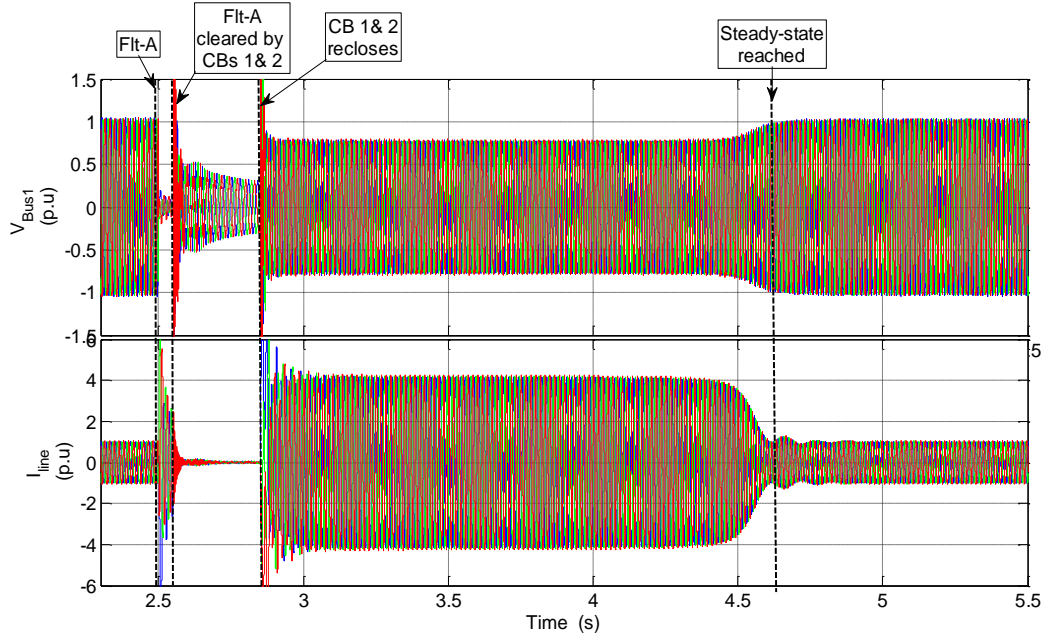 Flt-A
Flt-A
cleared by
CBs 1& 2
CB 1& 2
recloses
Steady-state
reached
1.5
1
0.5
0
-0.5
-1
-1.5
V_Bus1
(p.u)
6
4
2
0
-2
-4
-6
I_line
(p.u)
5
2.5
3
3.5
4
4.5
5
5.5
Time (s)